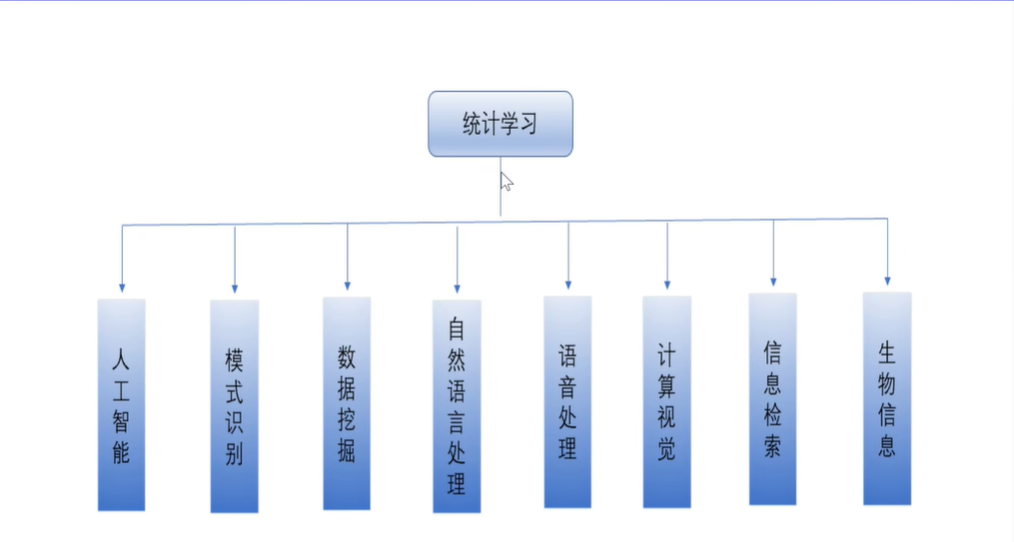 统计学习
人工智能
模式识别
数据挖掘
自然语言处理
语音处理
计算视觉
信息检索
生物信息